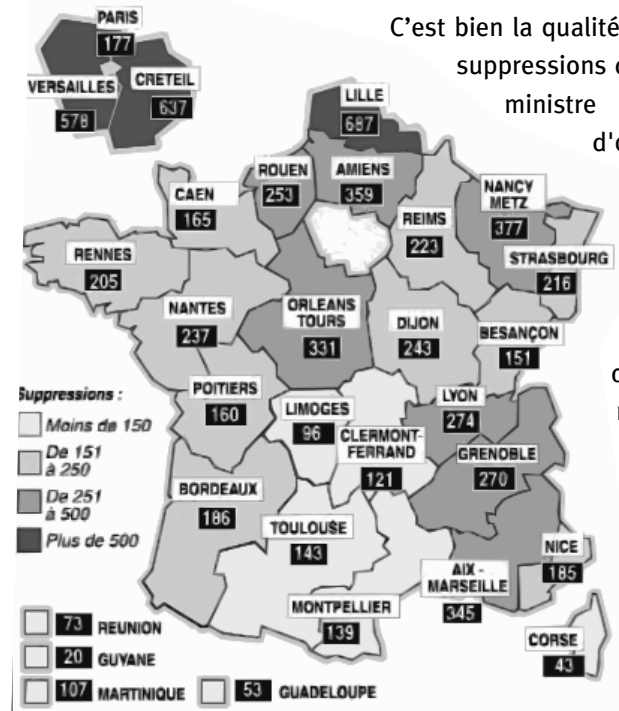 C'est bien la qualité
suppressions
ministre
PARIS
177
VERSAILLES
578
CRETEIL
637
LILLE
687
ROUEN
253
AMIENS
359
NANCY
METZ
377
CAEN
165
REIMS
223
STRASBOURG
216
RENNES
205
NANTES
237
ORLEANS
TOURS
331
DIJON
243
BESANÇON
151
POITIERS
160
LIMOGES
96
CLERMONT-
FERRAND
121
LYON
274
GRENOBLE
270
BORDEAUX
186
TOULOUSE
143
MONTPELLIER
139
AIX -
MARSEILLE
345
NICE
185
CORSE
43
Suppressions :
Moins de 150
De 151
à 250
De 251
à 500
Plus de 500
73 REUNION
20 GUYANE
107 MARTINIQUE
53 GUADELOUPE